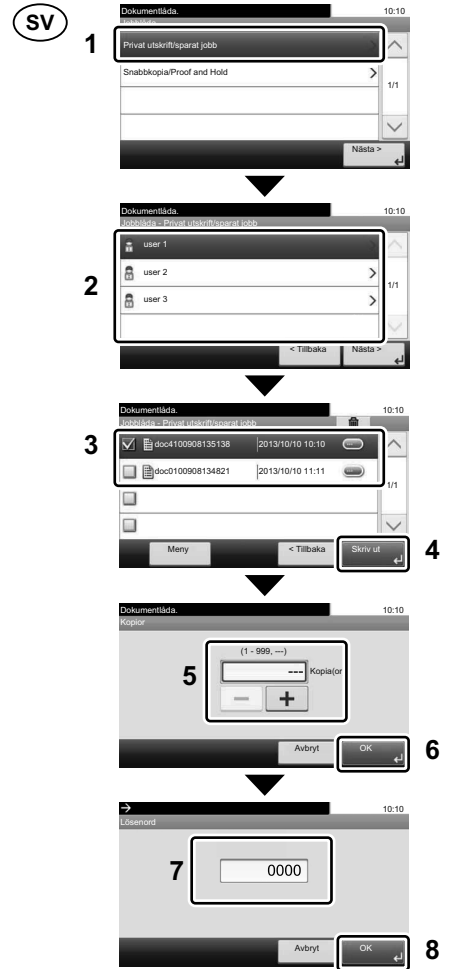 SV
Dokumentlåda. 10:10
Jobblåda
1
Privat utskrift/sparat jobb
Snabbkopia/Proof and Hold
1/1
Nästa >
Dokumentlåda. 10:10
Jobblåda - Privat utskrift/sparat jobb
2
user 1
user 2
1/1
user 3
< Tillbaka Nästa >
Dokumentlåda. 10:10
Jobblåda - Privat utskrift/sparat jobb
3
doc4100908135138 2013/10/10 10:10
doc0100908134821 2013/10/10 11:11
1/1
Meny < Tillbaka Skriv ut
4
Dokumentlåda. 10:10
Kopior
(1 - 999, ---)
5
--- Kopia(or
− +
Avbryt OK
6
10:10
Lösenord
7
0000
Avbryt OK
8